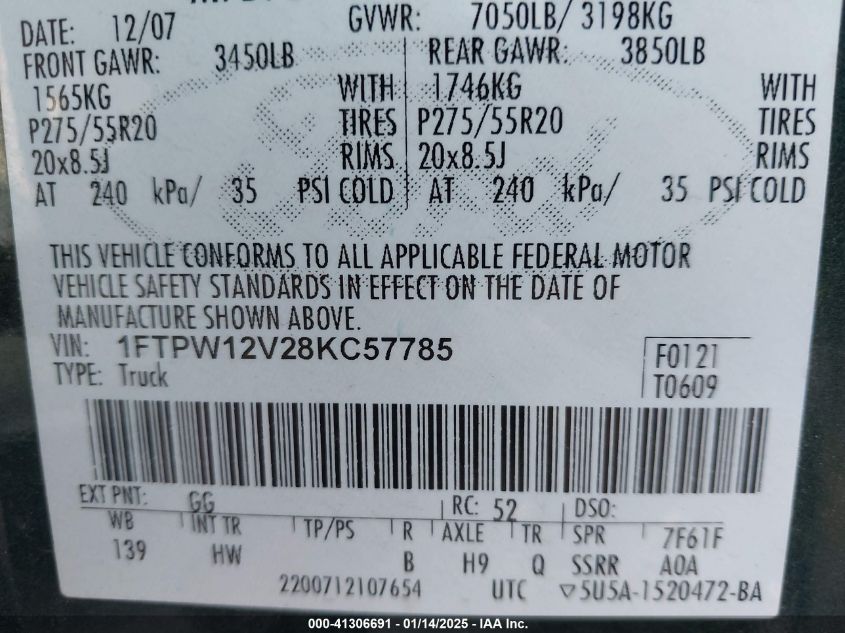 DATE: 12/07 GVWR: 7050LB/ 3198KG
FRONT GAWR: 3450LB REAR GAWR: 3850LB
1565KG WITH 1746KG WITH
P275/55R20 TIRES P275/55R20 TIRES
20x8.5J RIMS 20x8.5J RIMS
AT 240 kPa/ 35 PSI COLD AT 240 kPa/ 35 PSI COLD
THIS VEHICLE CONFORMS TO ALL APPLICABLE FEDERAL MOTOR
VEHICLE SAFETY STANDARDS IN EFFECT ON THE DATE OF
MANUFACTURE SHOWN ABOVE.
VIN: 1FTPW12V28KC57785 F0121
TYPE: Truck T0609
EXT PNT: GG RC: 52 DSO:
WB INT TR TP/PS R AXLE TR SPR 7F61F
139 HW B H9 Q SSRR A0A
2200712107654 UTC ▽5U5A-1520472-BA
000-41306691 - 01/14/2025 - IAA Inc.